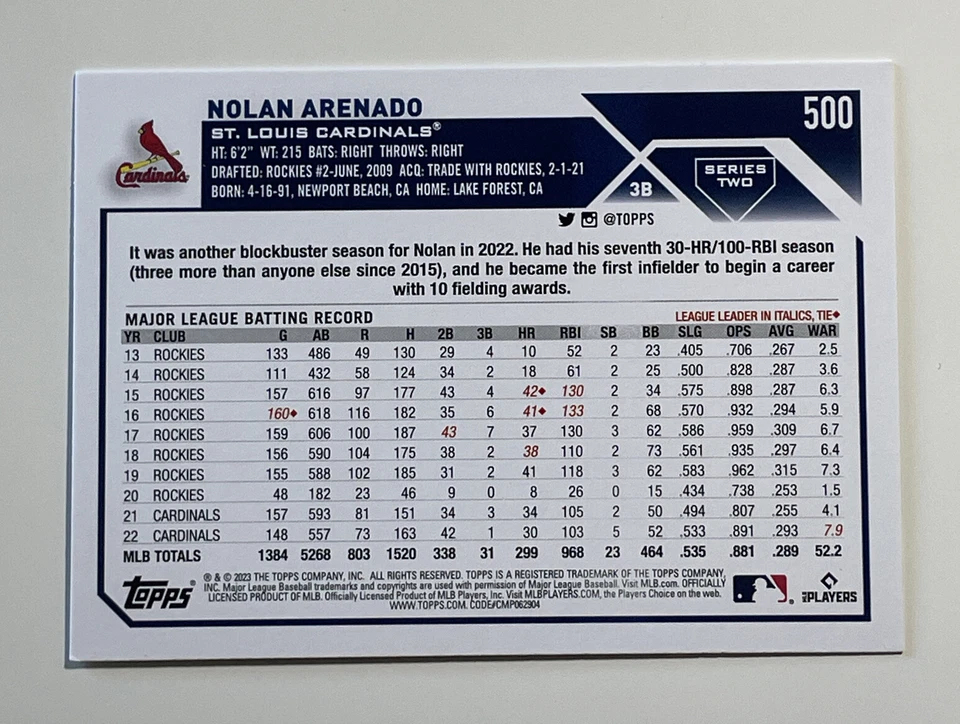 NOLAN ARENADO
500
ST. LOUIS CARDINALS®
Cardinals
HT: 6'2" WT: 215 BATS: RIGHT THROWS: RIGHT
DRAFTED: ROCKIES #2-JUNE, 2009 ACQ: TRADE WITH ROCKIES, 2-1-21
BORN: 4-16-91, NEWPORT BEACH, CA HOME: LAKE FOREST, CA
3B
SERIES
TWO
@TOPPS
It was another blockbuster season for Nolan in 2022. He had his seventh 30-HR/100-RBI season
(three more than anyone else since 2015), and he became the first infielder to begin a career
with 10 fielding awards.
MAJOR LEAGUE BATTING RECORD LEAGUE LEADER IN ITALICS, TIE♦
YR CLUB G AB R H 2B 3B HR RBI SB BB SLG OPS AVG WAR
13 ROCKIES 133 486 49 130 29 4 10 52 2 23 .405 .706 .267 2.5
14 ROCKIES 111 432 58 124 34 2 18 61 2 25 .500 .828 .287 3.6
15 ROCKIES 157 616 97 177 43 4 42♦ 130 2 34 .575 .898 .287 6.3
16 ROCKIES 160♦ 618 116 182 35 6 41♦ 133 2 68 .570 .932 .294 5.9
17 ROCKIES 159 606 100 187 43 7 37 130 3 62 .586 .959 .309 6.7
18 ROCKIES 156 590 104 175 38 2 38 110 2 73 .561 .935 .297 6.4
19 ROCKIES 155 588 102 185 31 2 41 118 3 62 .583 .962 .315 7.3
20 ROCKIES 48 182 23 46 9 0 8 26 0 15 .434 .738 .253 1.5
21 CARDINALS 157 593 81 151 34 3 34 105 2 50 .494 .807 .255 4.1
22 CARDINALS 148 557 73 163 42 1 30 103 5 52 .533 .891 .293 7.9
MLB TOTALS 1384 5268 803 1520 338 31 299 968 23 464 .535 .881 .289 52.2
Topps®
® & © 2023 THE TOPPS COMPANY, INC. ALL RIGHTS RESERVED. TOPPS IS A REGISTERED TRADEMARK OF THE TOPPS COMPANY,
INC. Major League Baseball trademarks and copyrights are used with permission of Major League Baseball. Visit MLB.com. OFFICIALLY
LICENSED PRODUCT OF MLB. Officially Licensed Product of MLB Players, Inc. Visit MLBPLAYERS.COM, the Players Choice on the web.
WWW.TOPPS.COM. CODE#CMP062904
MLB PLAYERS